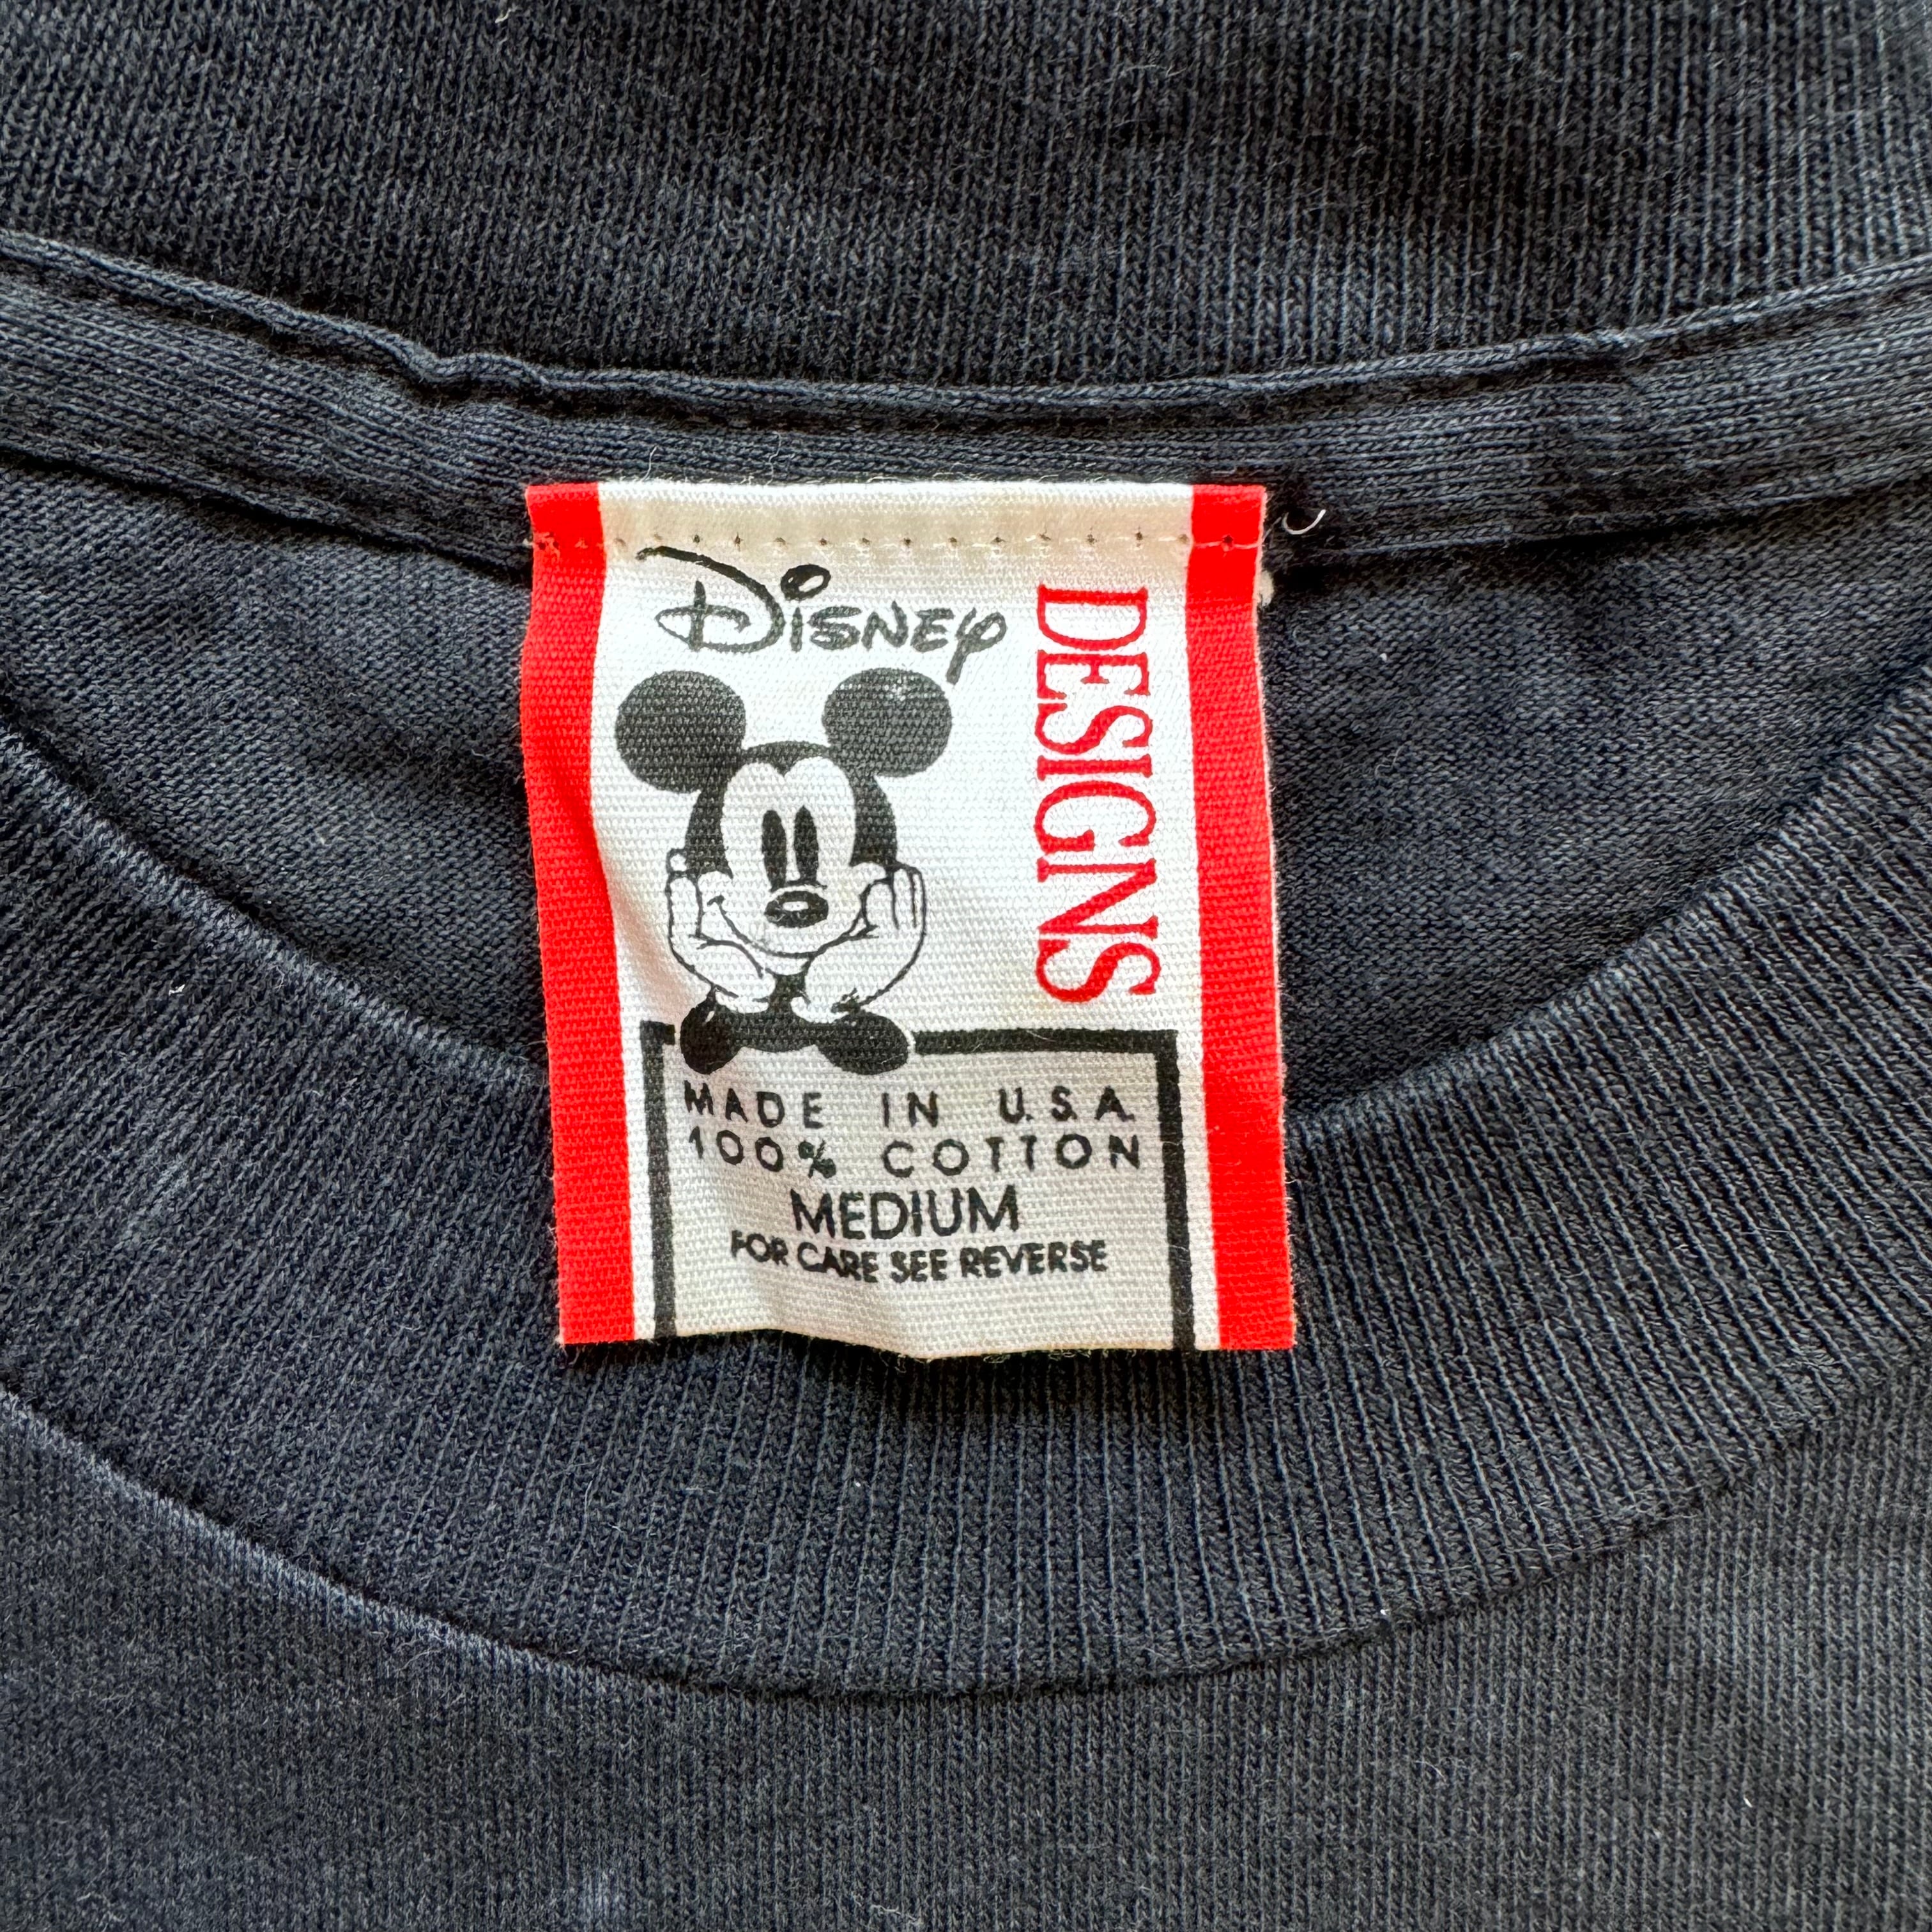 Disney
DESIGNS
MADE IN U.S.A.
100% COTTON
MEDIUM
FOR CARE SEE REVERSE